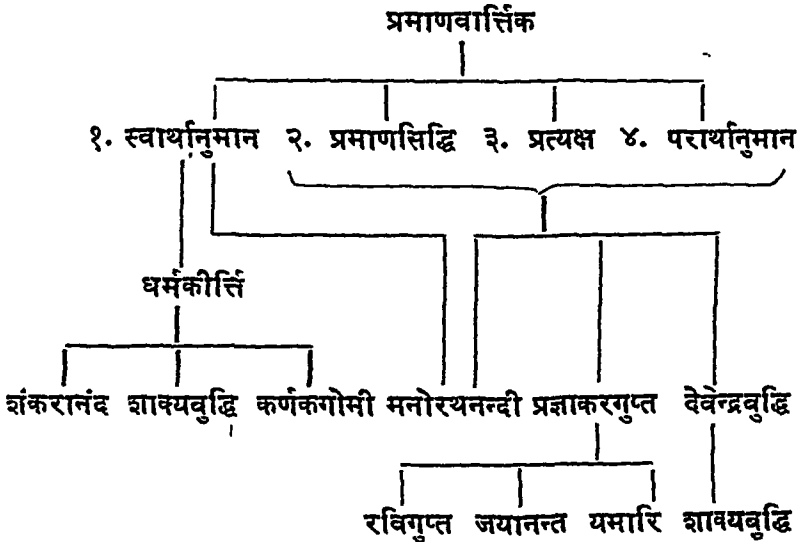 प्रमाणवार्त्तिक
१. स्वार्थानुमान २. प्रमाणसिद्धि ३. प्रत्यक्ष ४. परार्थानुमान
धर्मकीर्त्ति
शंकरानंद शाक्यबुद्धि कर्णकगोमी मनोरथनन्दी प्रज्ञाकरगुप्त देवेन्द्रबुद्धि
रविगुप्त जयानन्त यमारि शाक्यबुद्धि